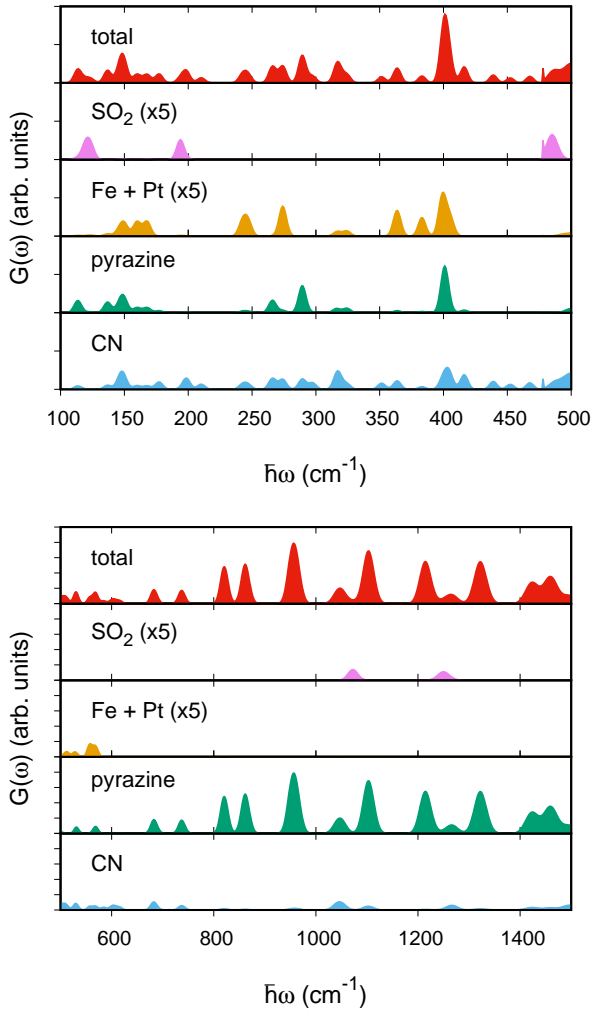 total
SO₂ (x5)
Fe + Pt (x5)
pyrazine
CN
G(ω) (arb. units)
100 150 200 250 300 350 400 450 500
ħω (cm⁻¹)
total
SO₂ (x5)
Fe + Pt (x5)
pyrazine
CN
G(ω) (arb. units)
600 800 1000 1200 1400
ħω (cm⁻¹)